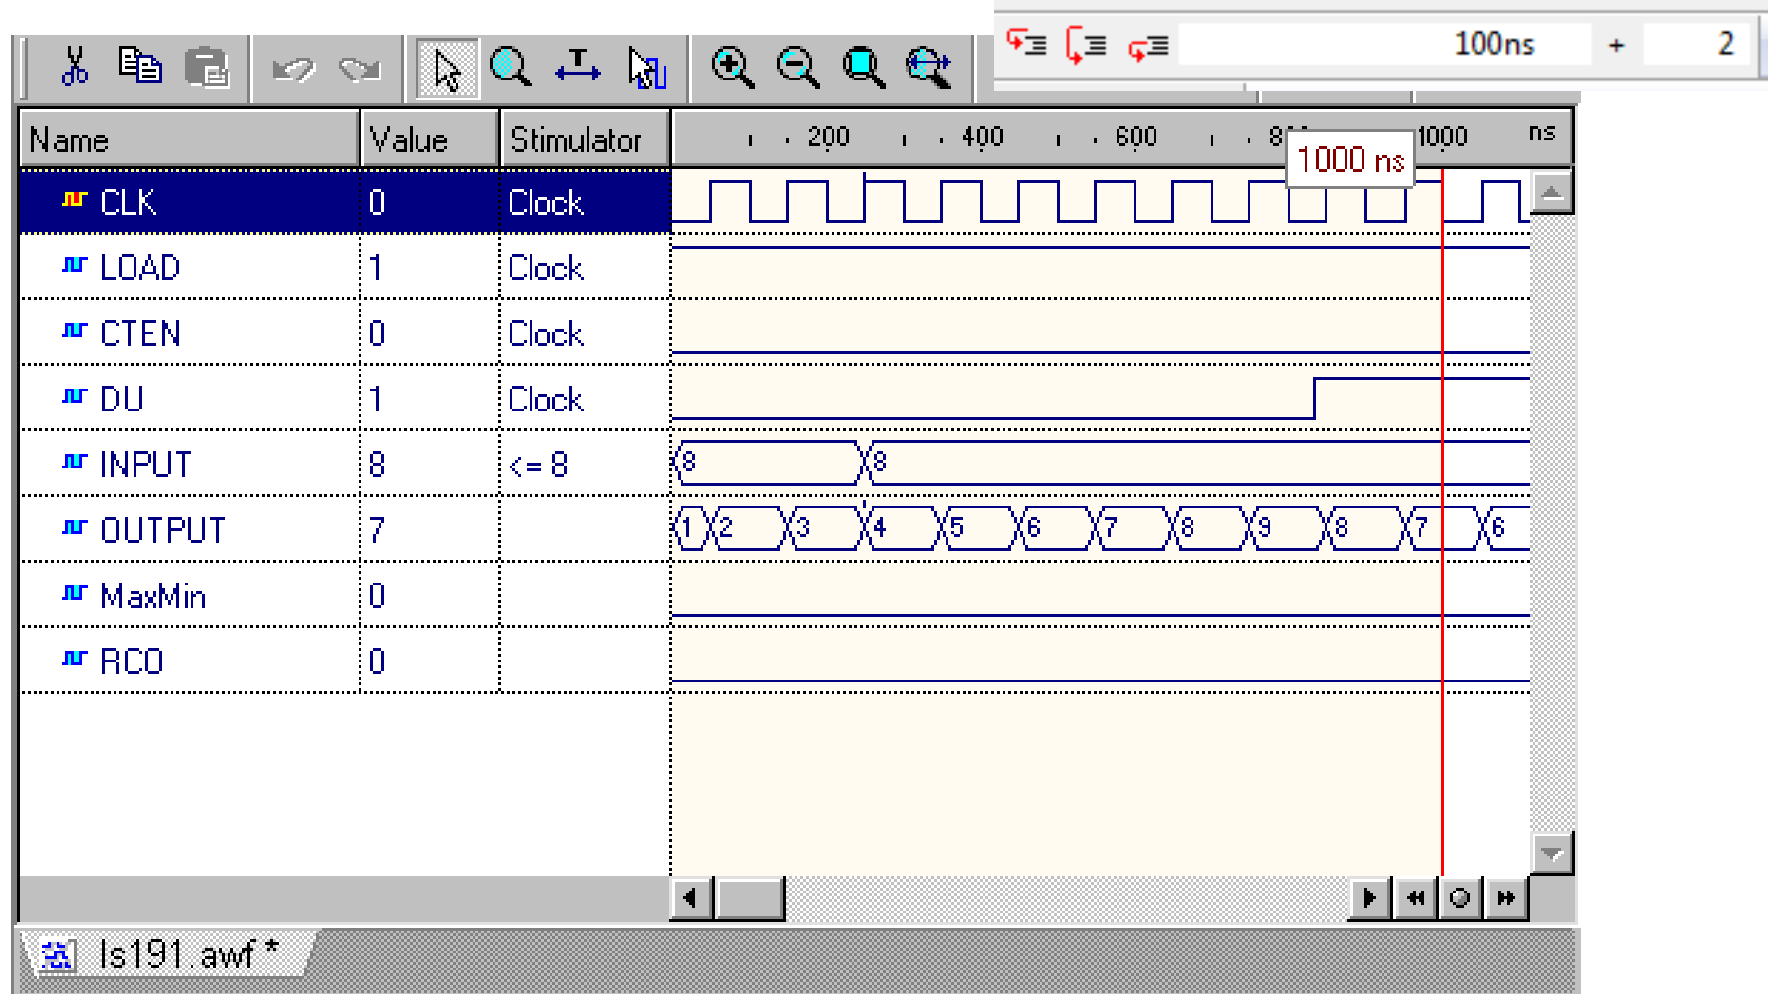 100ns + 2
Name Value Stimulator 200 400 600 8 1000 ns
1000 ns
CLK 0 Clock
LOAD 1 Clock
CTEN 0 Clock
DU 1 Clock
INPUT 8 <= 8 8 8
OUTPUT 7 1 2 3 4 5 6 7 8 9 8 7 6
MaxMin 0
RCO 0
ls191.awf *